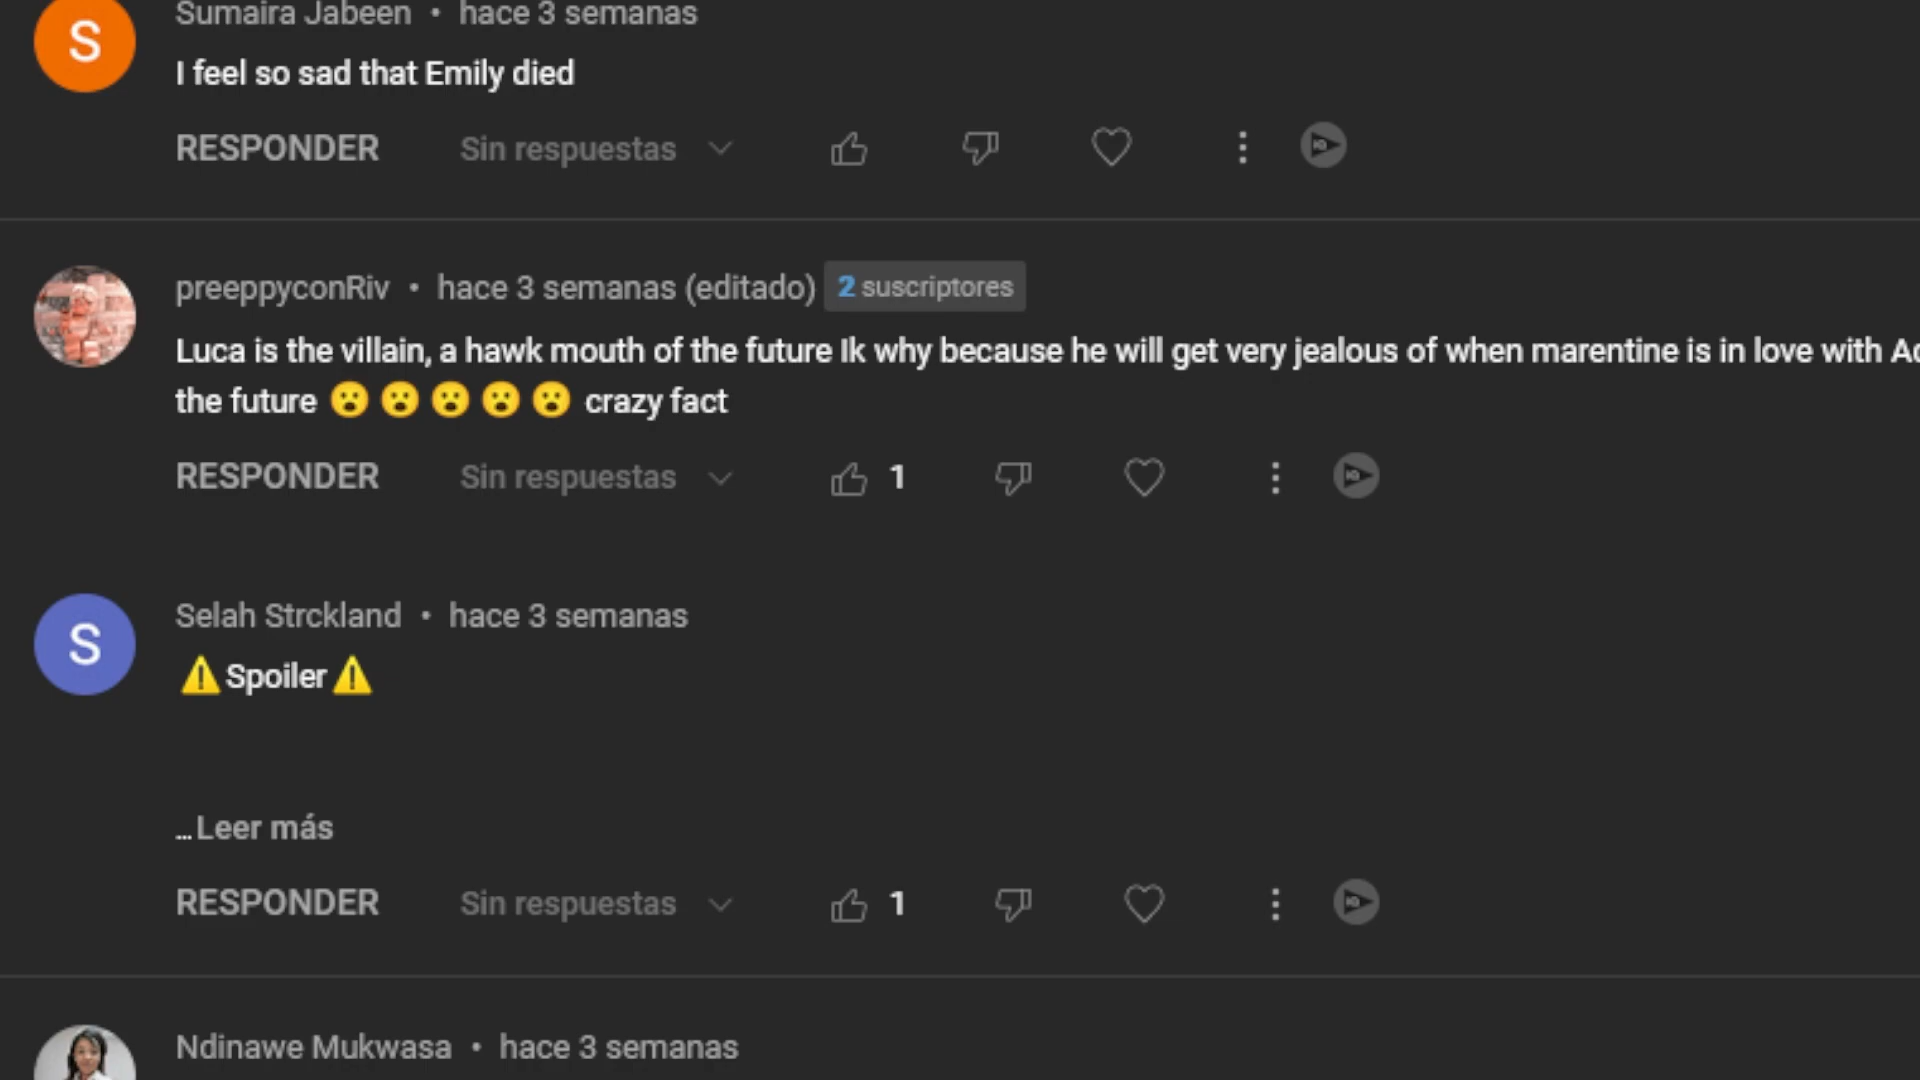 Sumaira Jabeen • hace 3 semanas
I feel so sad that Emily died
RESPONDER Sin respuestas
preeppyconRiv • hace 3 semanas (editado) 2 suscriptores
Luca is the villain, a hawk mouth of the future Ik why because he will get very jealous of when marentine is in love with
the future 😮 😮 😮 😮 😮 crazy fact
RESPONDER Sin respuestas 1
Selah Strckland • hace 3 semanas
⚠️Spoiler⚠️
...Leer más
RESPONDER Sin respuestas 1
Ndinawe Mukwasa • hace 3 semanas